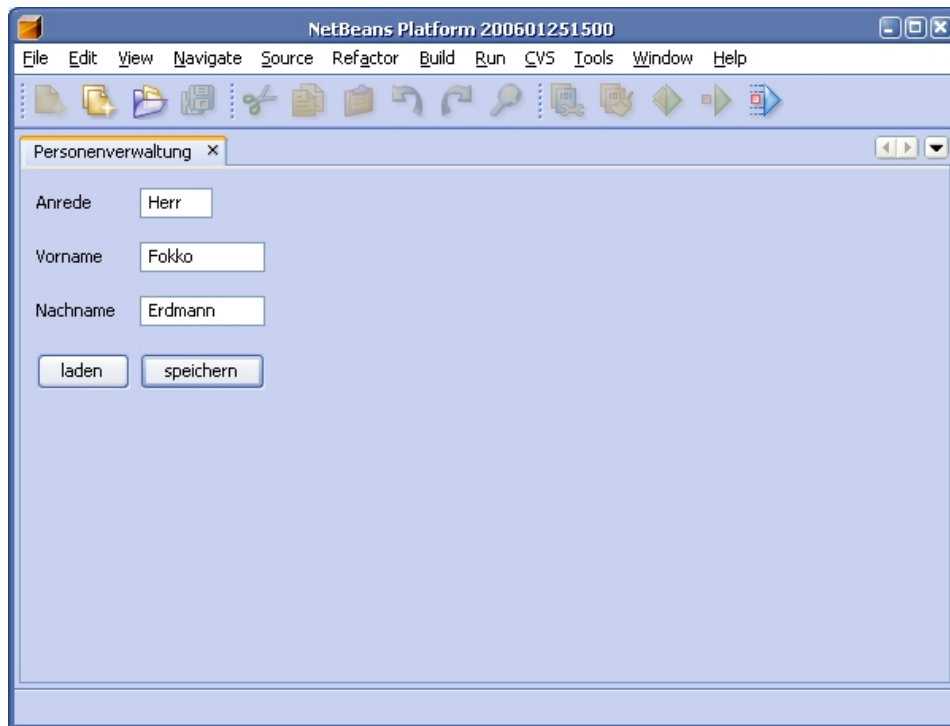 NetBeans Platform 200601251500
File Edit View Navigate Source Refactor Build Run CVS Tools Window Help
Personenverwaltung
Anrede Herr
Vorname Fokko
Nachname Erdmann
laden speichern